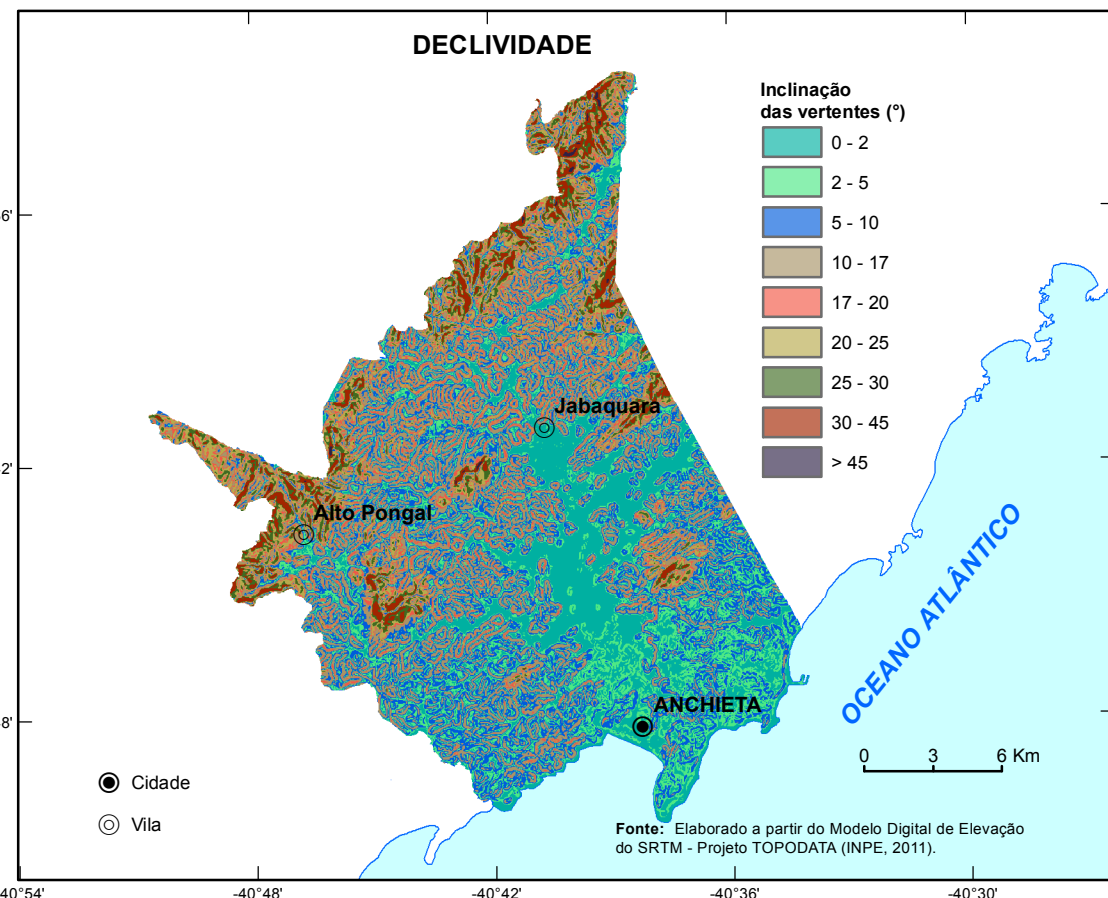 DECLIVIDADE
Inclinação
das vertentes (°)
0 - 2
2 - 5
5 - 10
10 - 17
17 - 20
20 - 25
25 - 30
30 - 45
> 45
6'
Jabaquara
2'
Alto Pongal
OCEANO ATLÂNTICO
ANCHIETA
8'
0 3 6 Km
Cidade
Vila
Fonte: Elaborado a partir do Modelo Digital de Elevação
do SRTM - Projeto TOPODATA (INPE, 2011).
40°54' -40°48' -40°42' -40°36' -40°30'